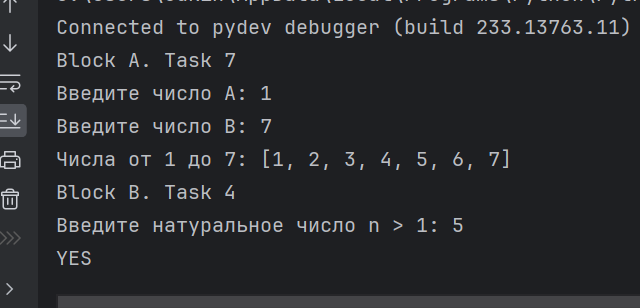 Connected to pydev debugger (build 233.13763.11)
Block A. Task 7
Введите число A: 1
Введите число B: 7
Числа от 1 до 7: [1, 2, 3, 4, 5, 6, 7]
Block B. Task 4
Введите натуральное число n > 1: 5
YES